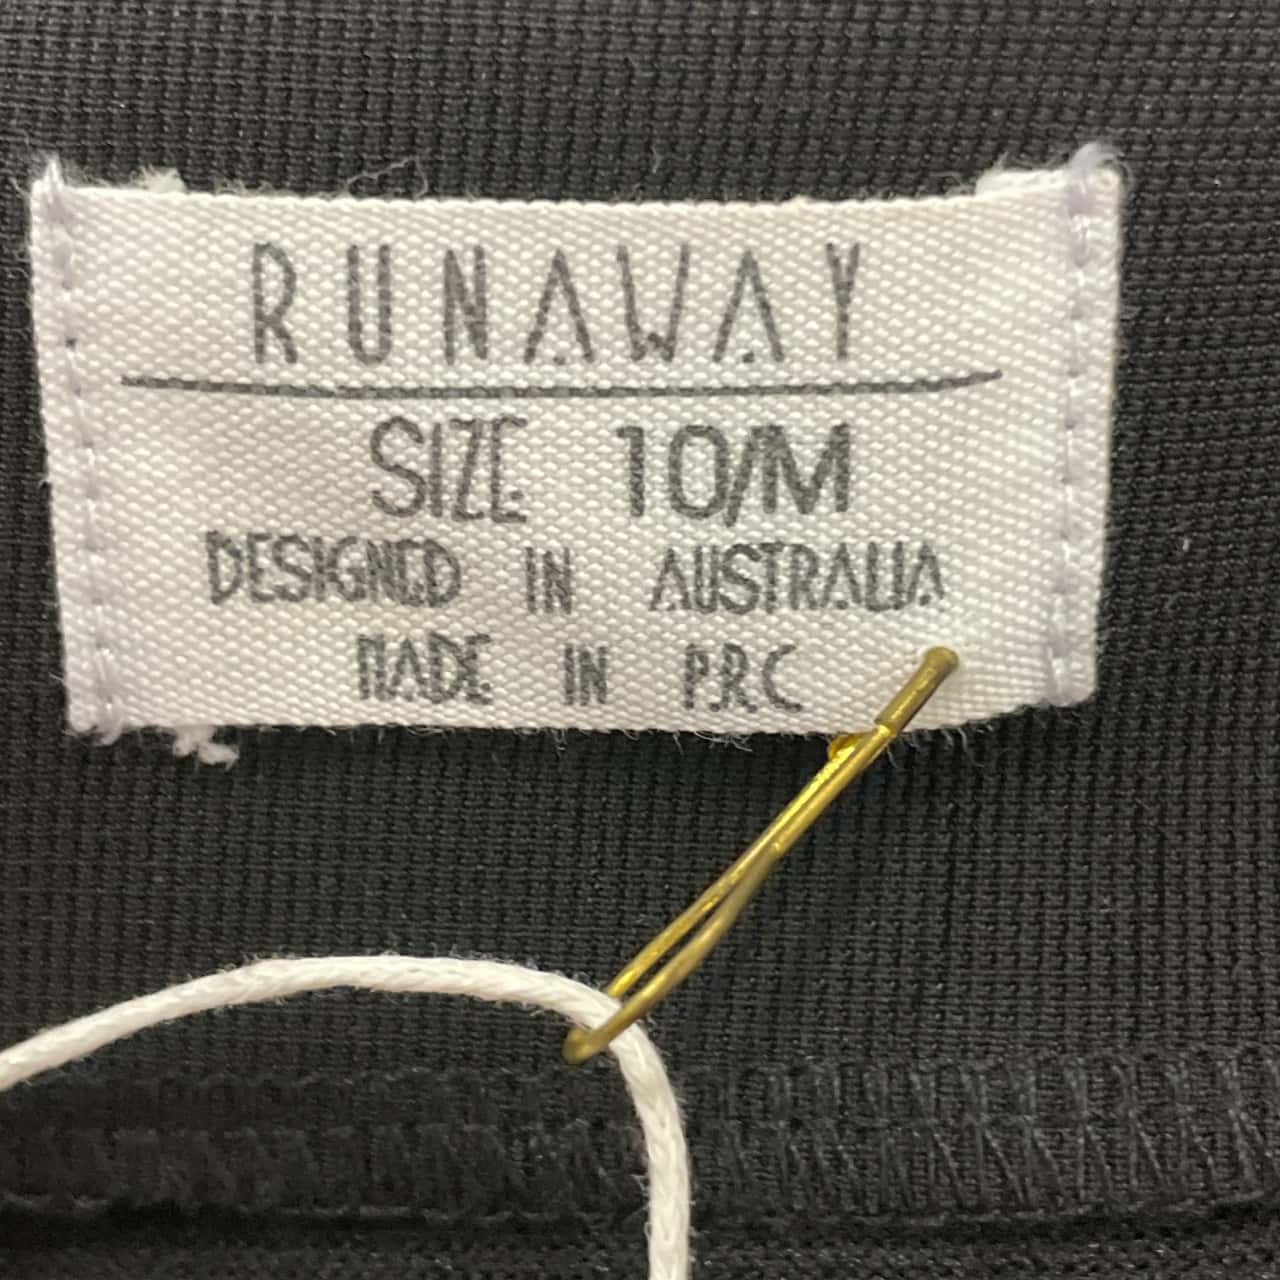 RUNAWAY
SIZE 10/M
DESIGNED IN AUSTRALIA
MADE IN P.R.C